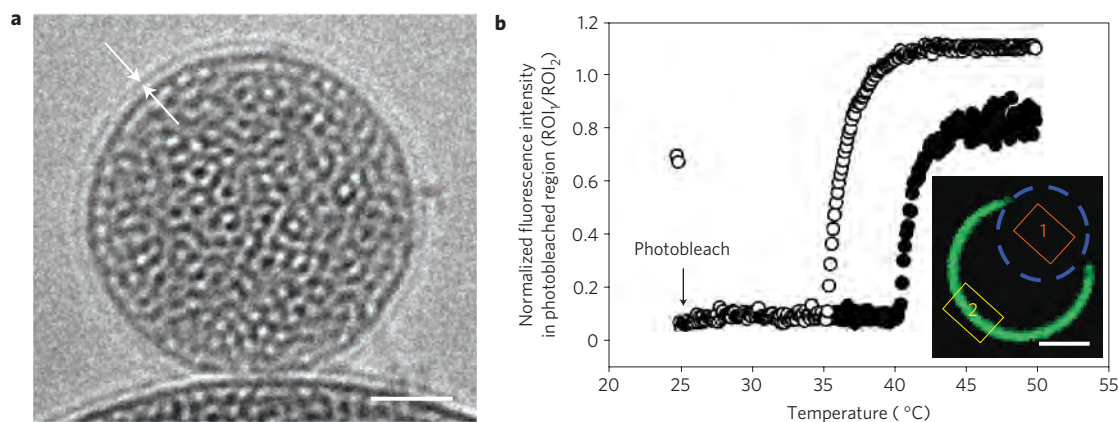 a
b
Normalized fluorescence intensity
in photobleached region (ROI₁/ROI₂)
1.2
1.0
0.8
0.6
0.4
0.2
0
Photobleach
1
2
20
25
30
35
40
45
50
55
Temperature ( °C)